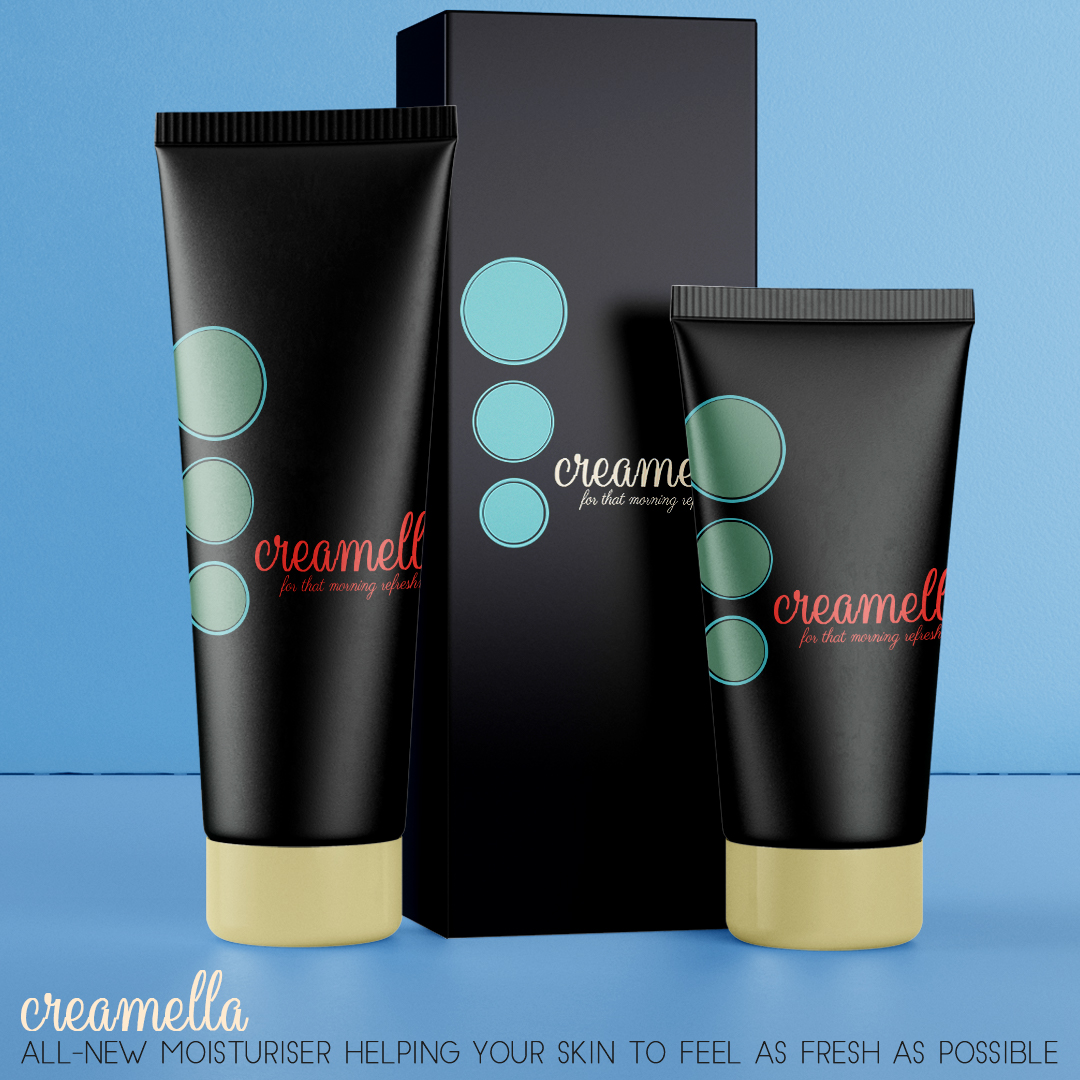 creame
for that morning
creamell
for that morning refresh
creamell
for that morning refresh
creamella
ALL-NEW MOISTURISER HELPING YOUR SKIN TO FEEL AS FRESH AS POSSIBLE